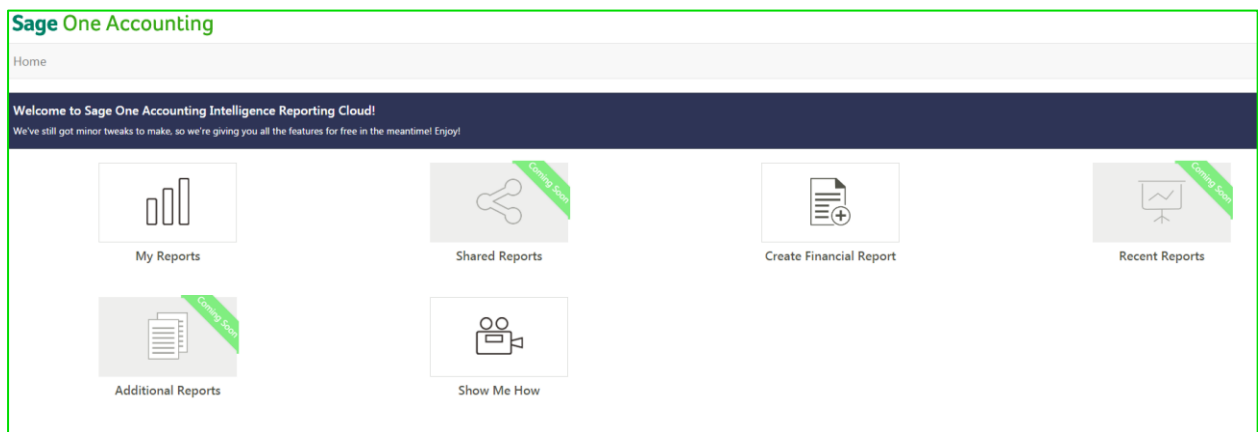 Sage One Accounting
Home
Welcome to Sage One Accounting Intelligence Reporting Cloud!
We've still got minor tweaks to make, so we're giving you all the features for free in the meantime! Enjoy!
Coming Soon
Coming Soon
My Reports
Shared Reports
Create Financial Report
Recent Reports
Coming Soon
Additional Reports
Show Me How